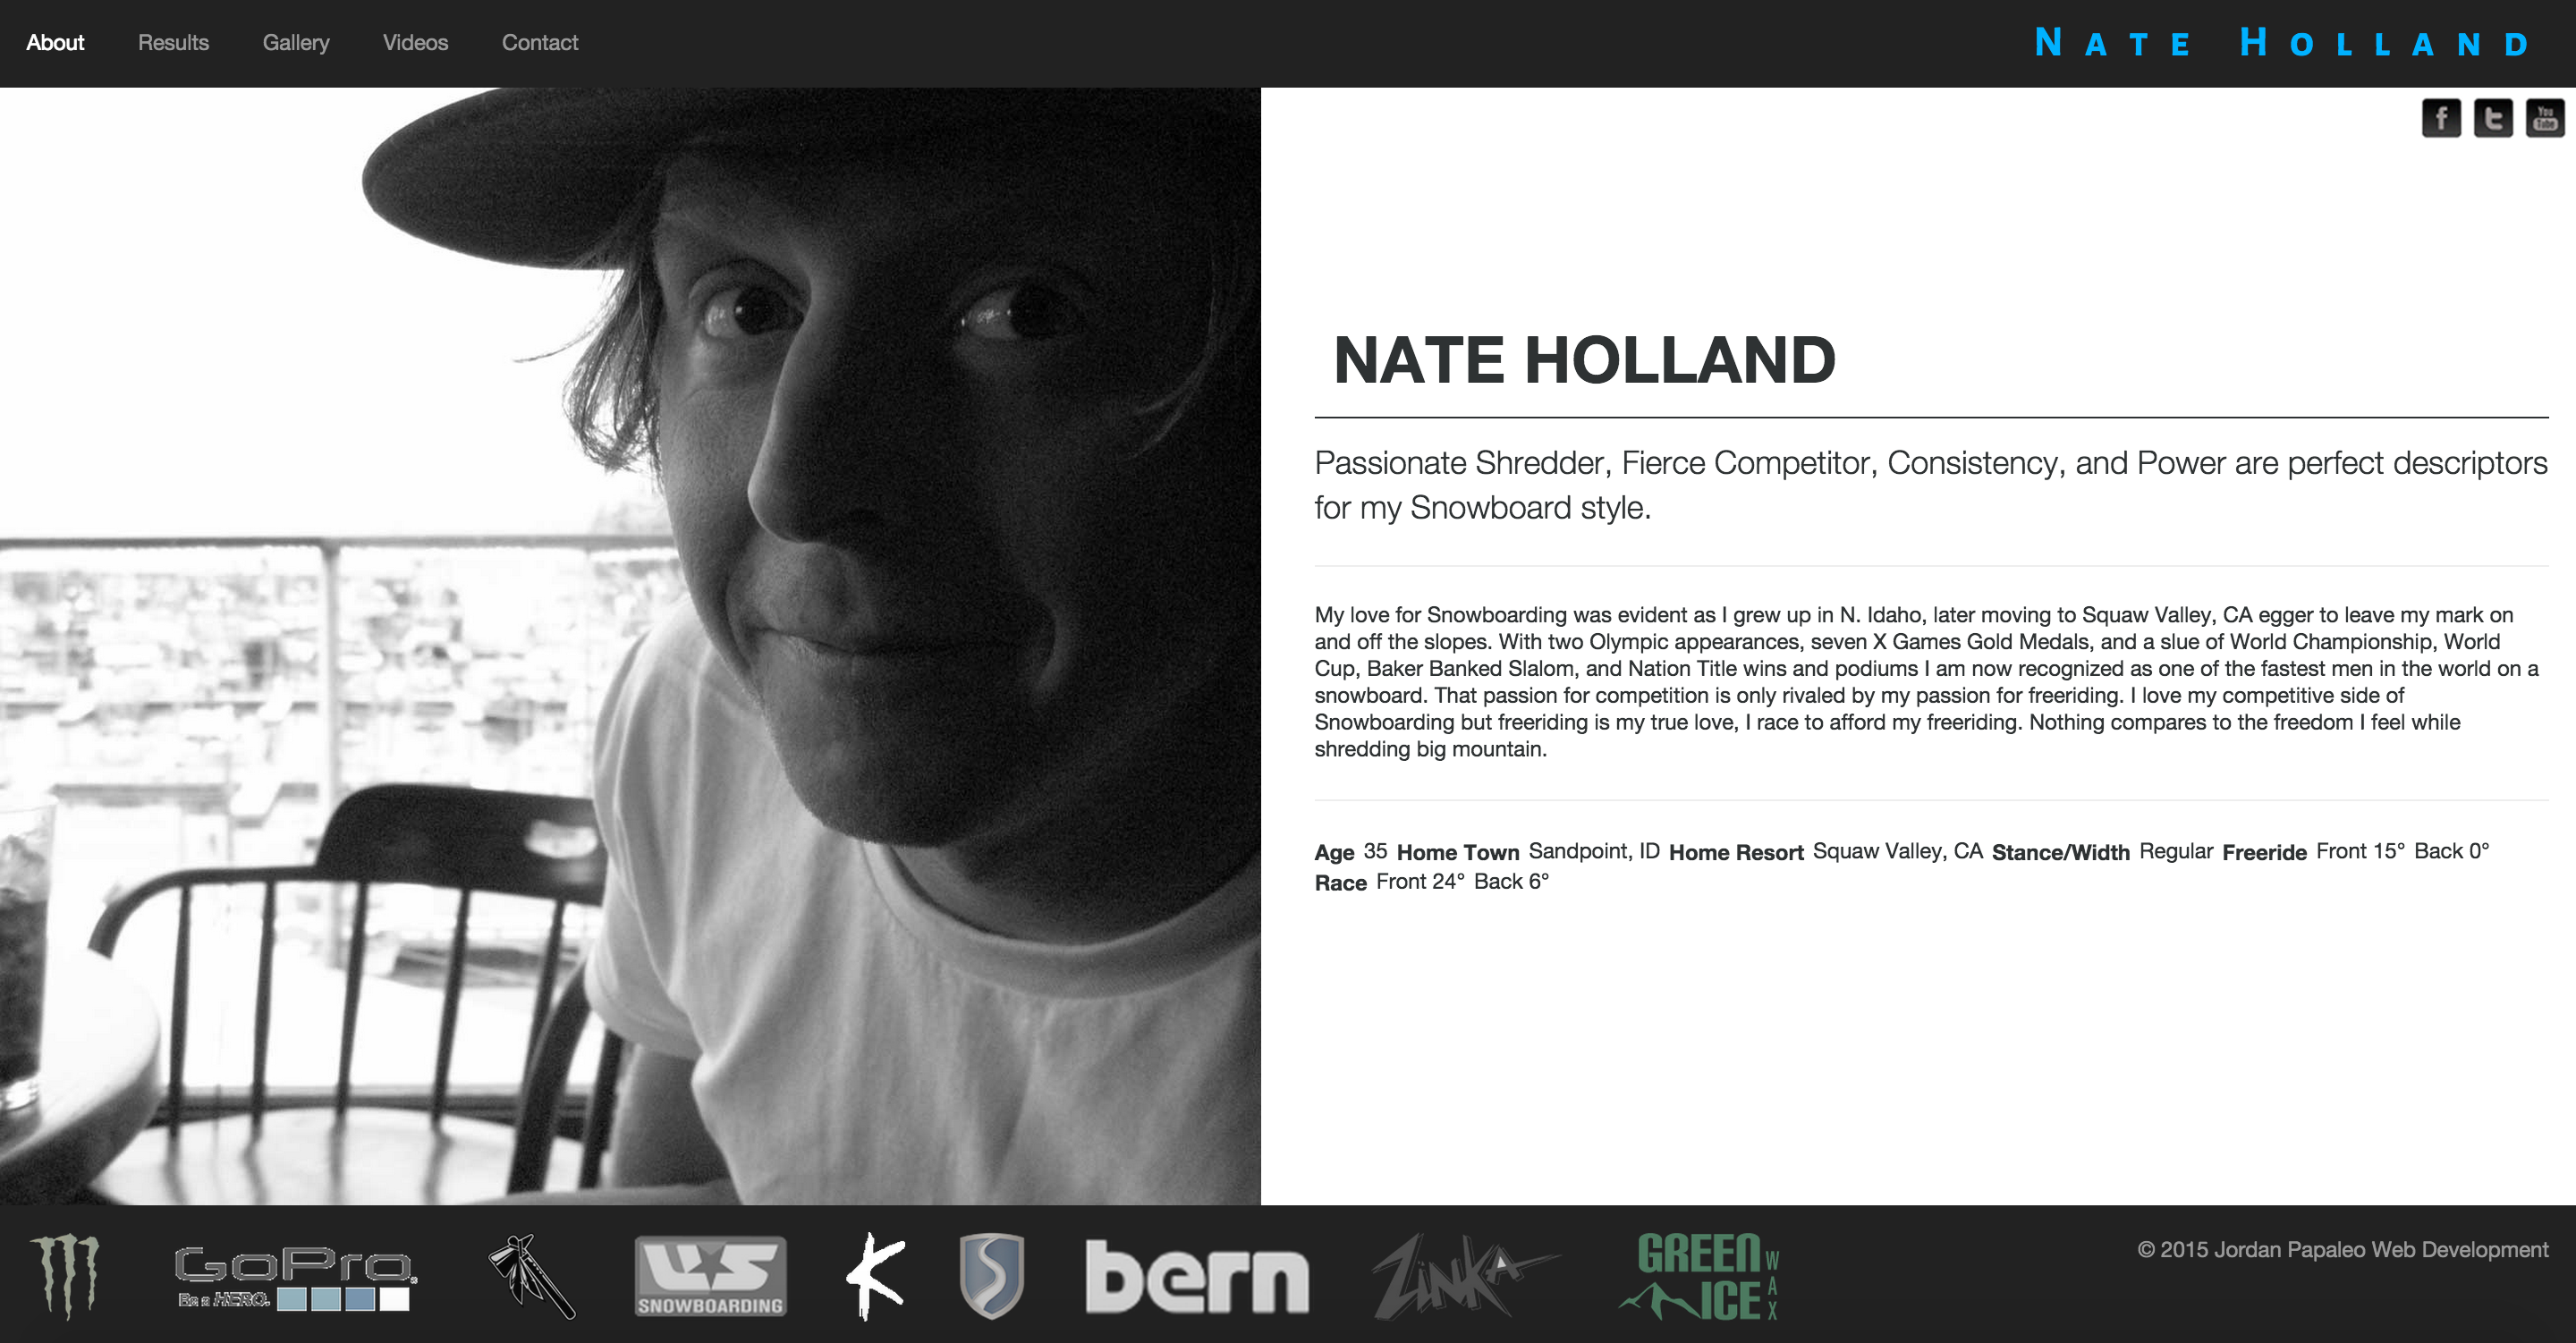 About Results Gallery Videos Contact
NATE HOLLAND
f t You Tube
NATE HOLLAND
Passionate Shredder, Fierce Competitor, Consistency, and Power are perfect descriptors
for my Snowboard style.
My love for Snowboarding was evident as I grew up in N. Idaho, later moving to Squaw Valley, CA egger to leave my mark on
and off the slopes. With two Olympic appearances, seven X Games Gold Medals, and a slue of World Championship, World
Cup, Baker Banked Slalom, and Nation Title wins and podiums I am now recognized as one of the fastest men in the world on a
snowboard. That passion for competition is only rivaled by my passion for freeriding. I love my competitive side of
Snowboarding but freeriding is my true love, I race to afford my freeriding. Nothing compares to the freedom I feel while
shredding big mountain.
Age 35 Home Town Sandpoint, ID Home Resort Squaw Valley, CA Stance/Width Regular Freeride Front 15° Back 0°
Race Front 24° Back 6°
GoPro
Be a HERO.
US
SNOWBOARDING
K
S
bern
ZINKA
GREEN
ICE
WAX
© 2015 Jordan Papaleo Web Development